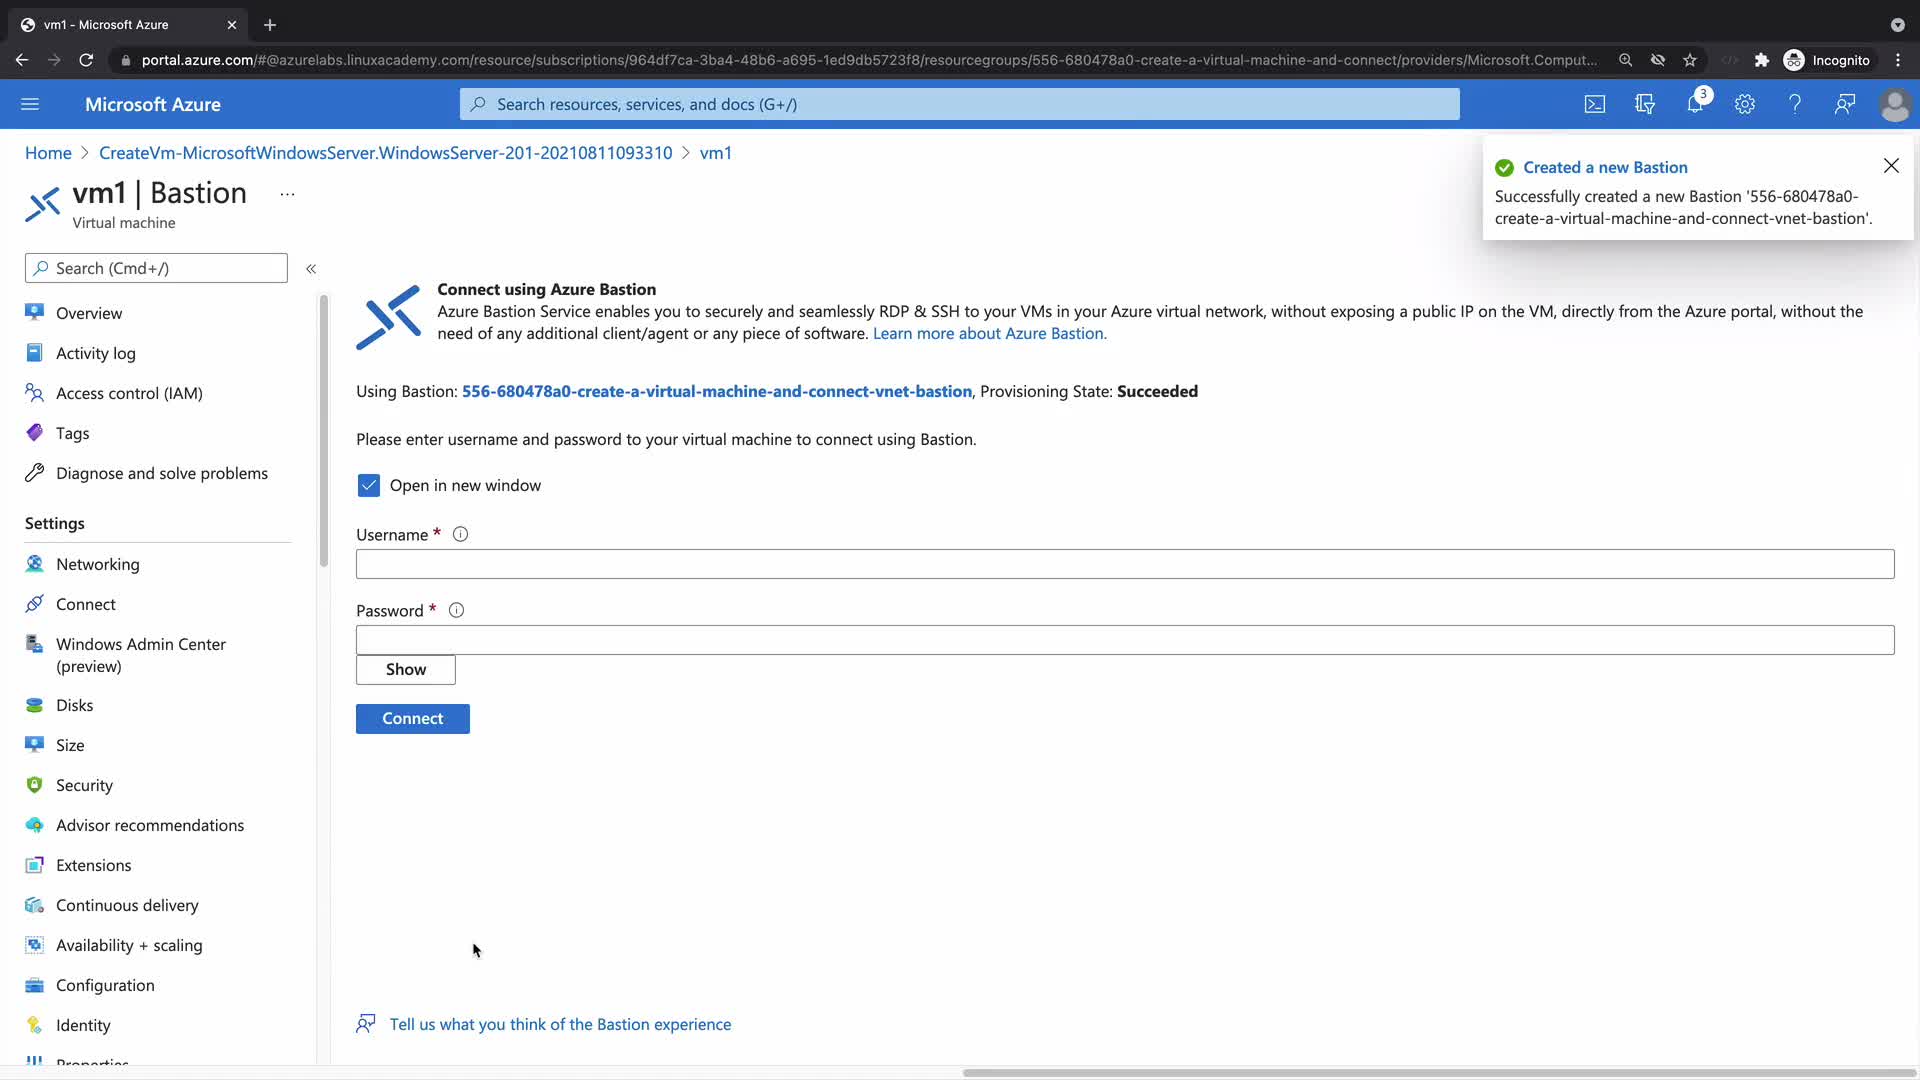 vm1 - Microsoft Azure
portal.azure.com/#@azurelabs.linuxacademy.com/resource/subscriptions/964df7ca-3ba4-48b6-a695-1ed9db5723f8/resourcegroups/556-680478a0-create-a-virtual-machine-and-connect/providers/Microsoft.Comput...
Incognito
Microsoft Azure
Search resources, services, and docs (G+/)
3
Home > CreateVm-MicrosoftWindowsServer.WindowsServer-201-20210811093310 > vm1
vm1 | Bastion ...
Virtual machine
Created a new Bastion
Successfully created a new Bastion '556-680478a0-
create-a-virtual-machine-and-connect-vnet-bastion'.
Search (Cmd+/)
«
Overview
Activity log
Access control (IAM)
Tags
Diagnose and solve problems
Settings
Networking
Connect
Windows Admin Center
(preview)
Disks
Size
Security
Advisor recommendations
Extensions
Continuous delivery
Availability + scaling
Configuration
Identity
Properties
Connect using Azure Bastion
Azure Bastion Service enables you to securely and seamlessly RDP & SSH to your VMs in your Azure virtual network, without exposing a public IP on the VM, directly from the Azure portal, without the
need of any additional client/agent or any piece of software. Learn more about Azure Bastion.
Using Bastion: 556-680478a0-create-a-virtual-machine-and-connect-vnet-bastion, Provisioning State: Succeeded
Please enter username and password to your virtual machine to connect using Bastion.
Open in new window
Username *
Password *
Show
Connect
Tell us what you think of the Bastion experience